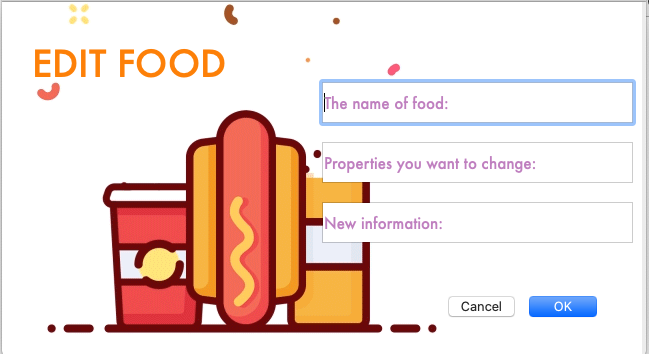 EDIT FOOD
The name of food:
Properties you want to change:
New information:
Cancel
OK